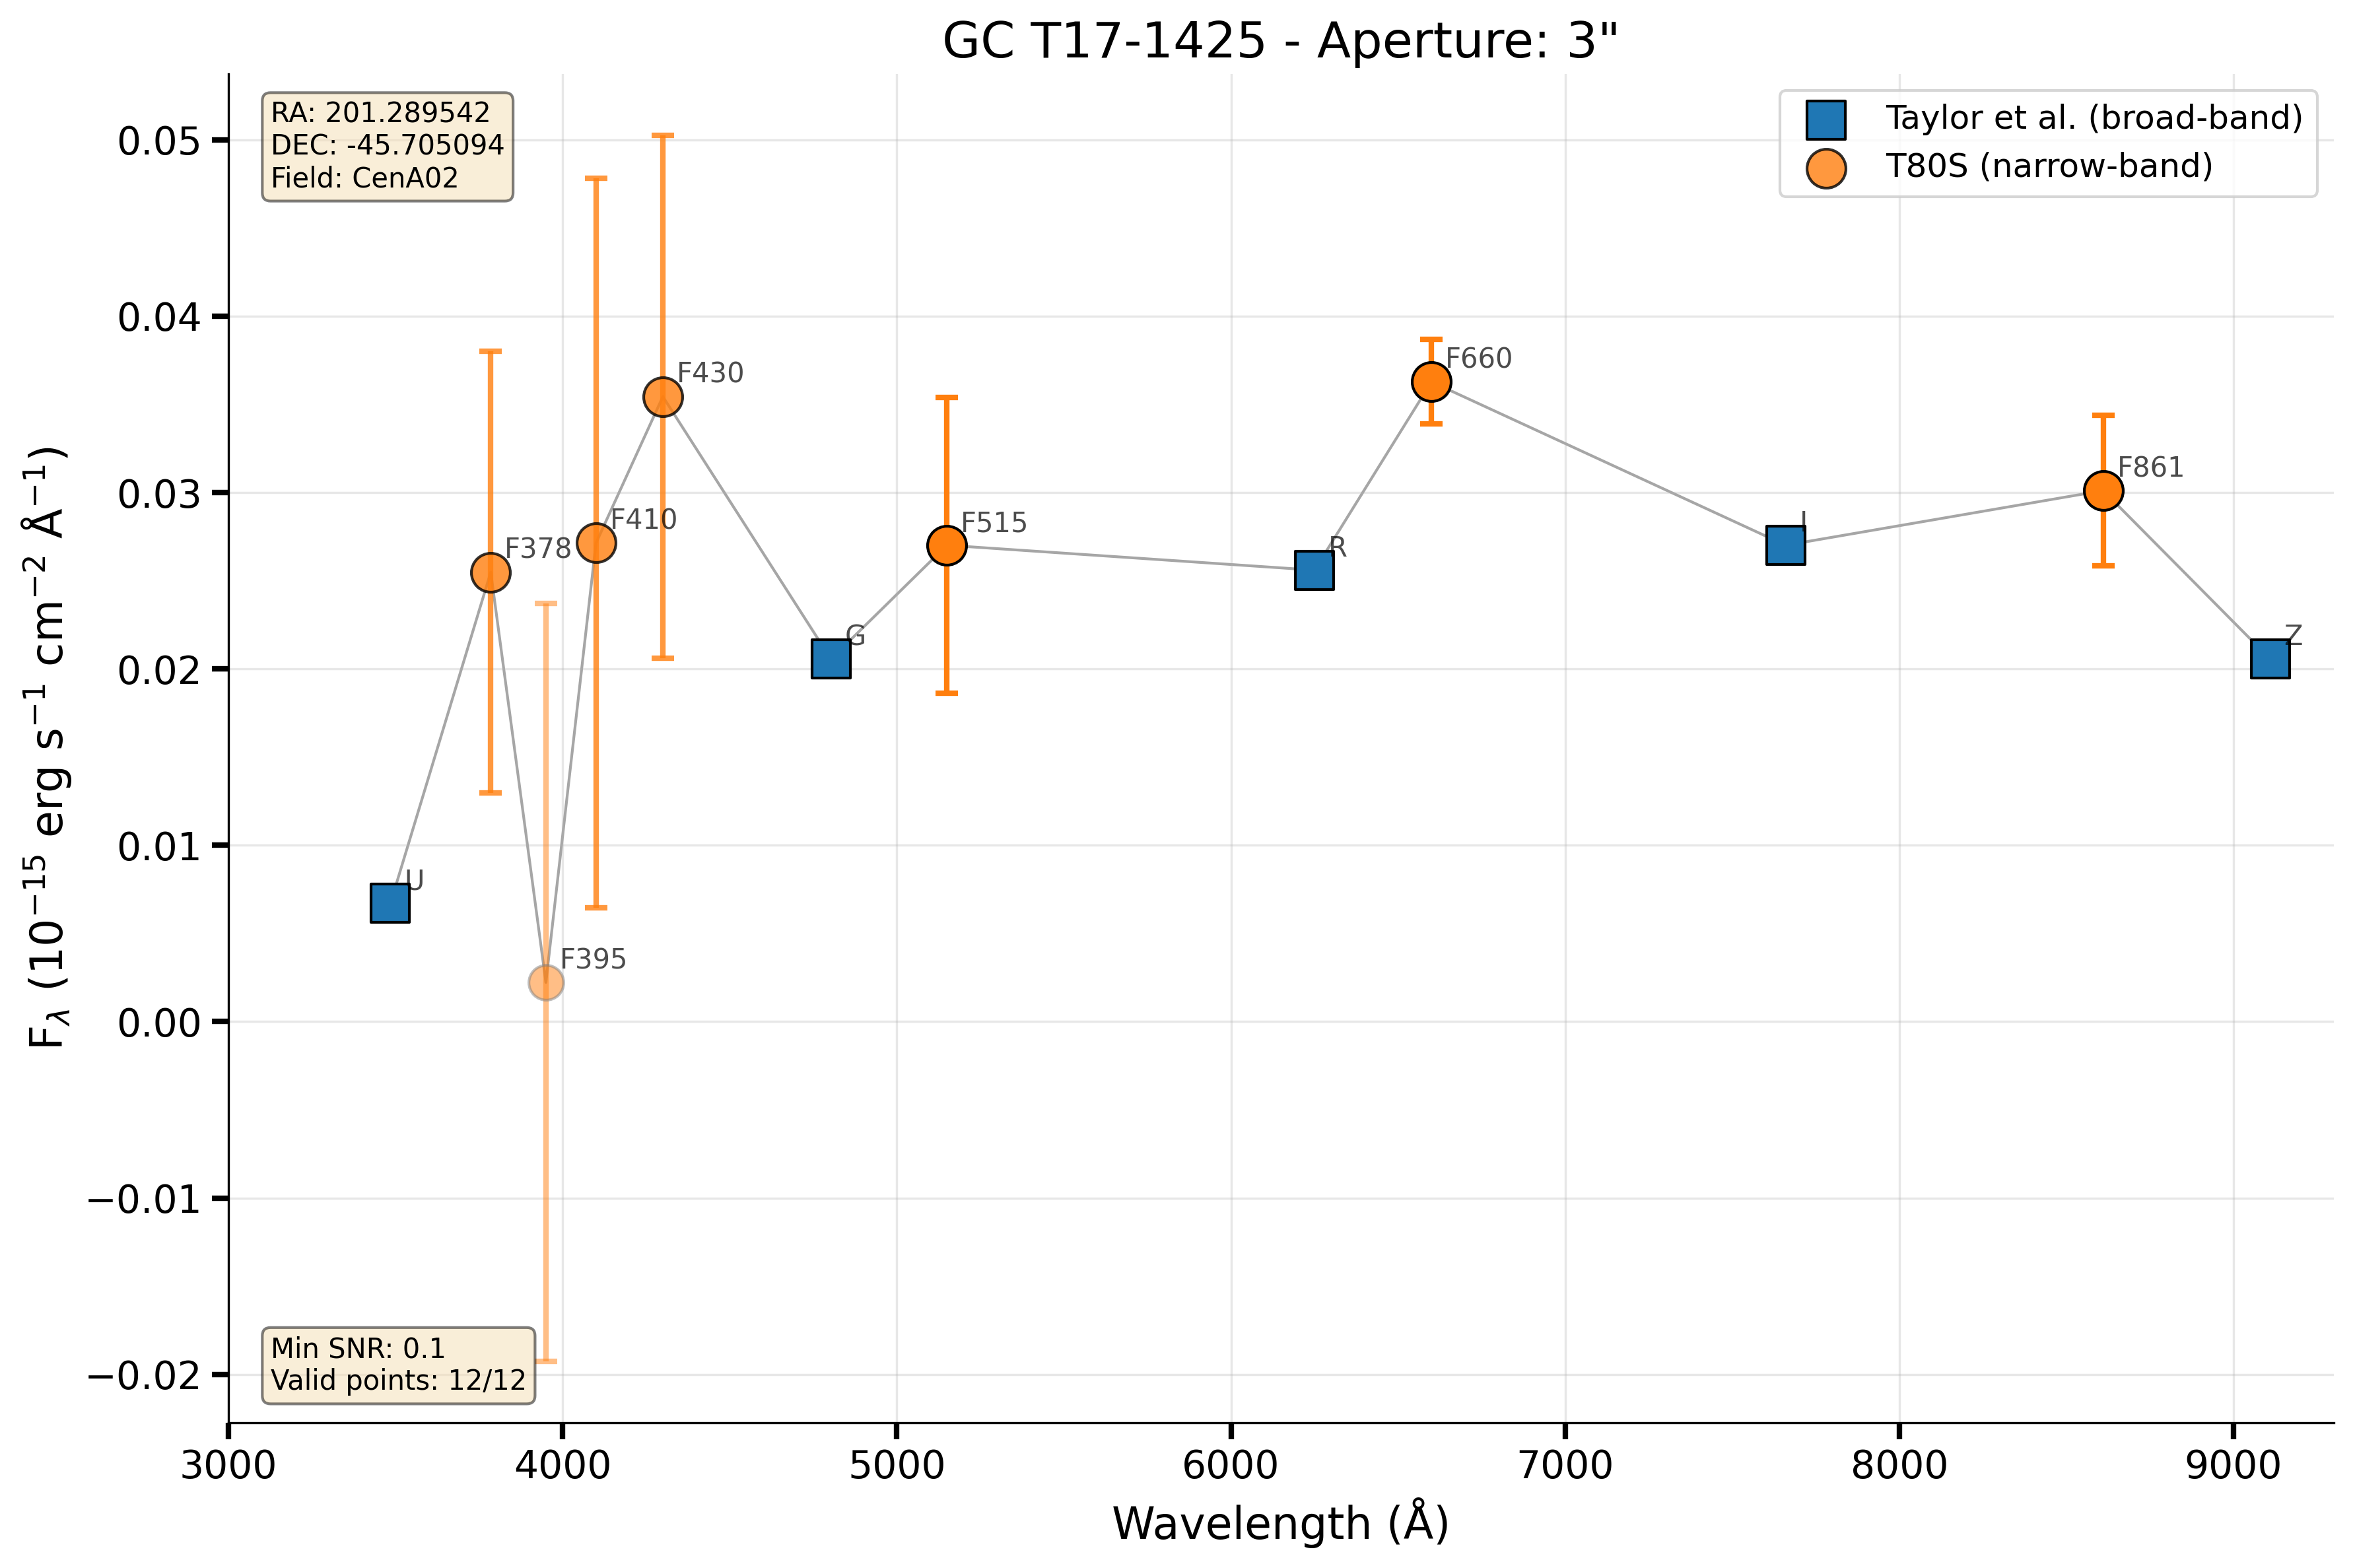 GC T17-1425 - Aperture: 3"
RA: 201.289542
DEC: -45.705094
Field: CenA02
Taylor et al. (broad-band)
T80S (narrow-band)
0.05
0.04
0.03
0.02
0.01
0.00
−0.01
−0.02
F_λ (10⁻¹⁵ erg s⁻¹ cm⁻² Å⁻¹)
U
F378
F395
F410
F430
G
F515
R
F660
I
F861
Z
Min SNR: 0.1
Valid points: 12/12
3000 4000 5000 6000 7000 8000 9000
Wavelength (Å)